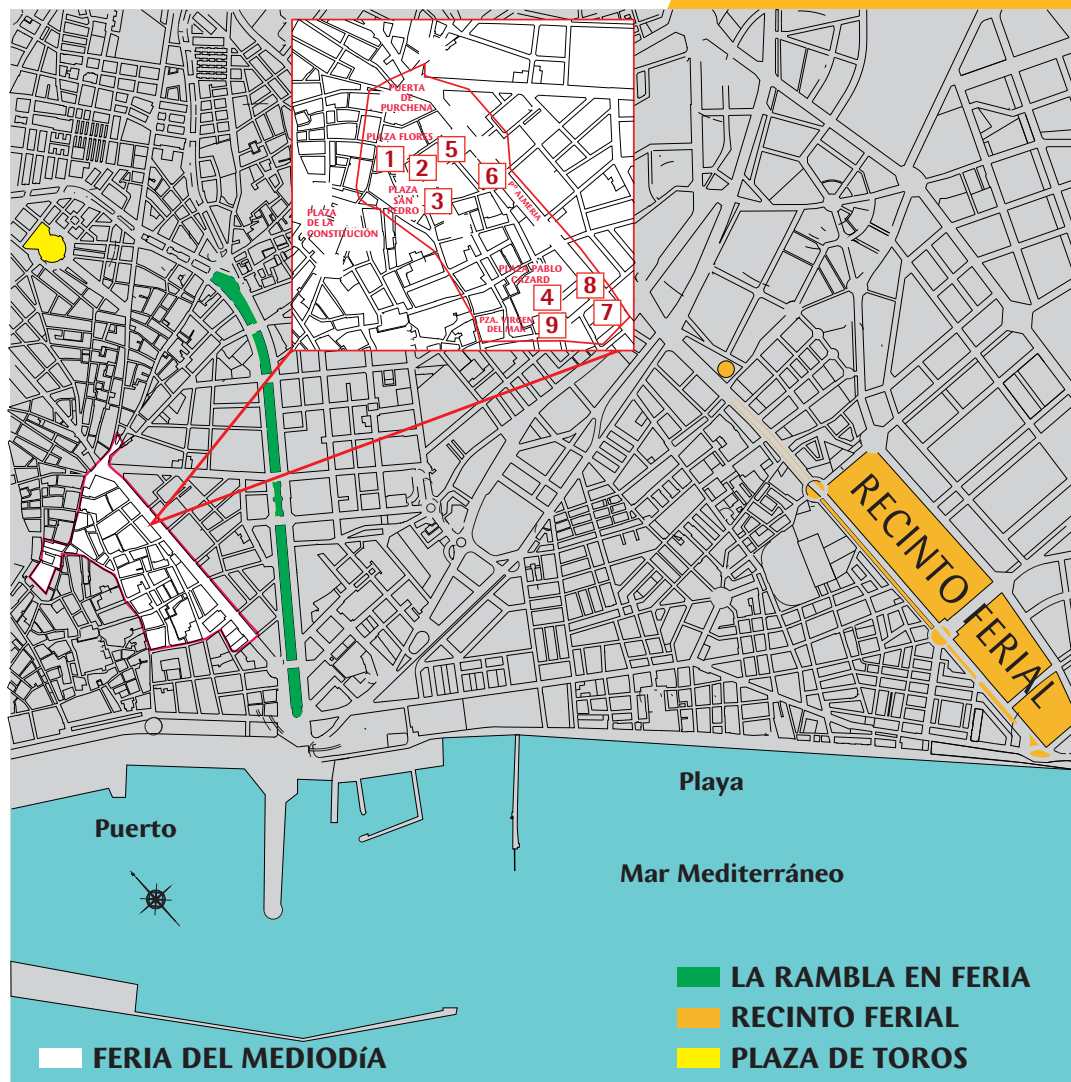 PUERTA
DE
PURCHENA
PLAZA FLORES
1
2
5
6
PLAZA
SAN
PEDRO
3
Pº ALMERIA
PLAZA
DE LA
CONSTITUCIÓN
PLAZA PABLO
CAZARD
4
8
7
PZA. VIRGEN
DEL MAR
9
RECINTO FERIAL
Playa
Puerto
Mar Mediterráneo
LA RAMBLA EN FERIA
RECINTO FERIAL
FERIA DEL MEDIODíA
PLAZA DE TOROS